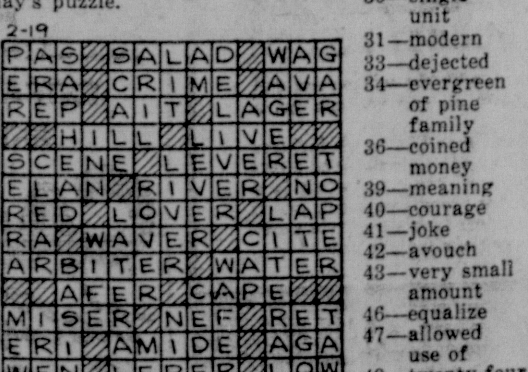 ay's puzzle.
2-19
PAS SALAD WAG
ERA CRIME AVA
REP AIT LAGER
HILL LIVE
SCENE LEVERET
ELAN RIVER NO
RED LOVER LAP
RA WAVER CITE
ARBITER WATER
AFER CAPE
MISER NEF RET
ERI AMIDE AGA
unit
31—modern
33—dejected
34—evergreen
of pine
family
36—coined
money
39—meaning
40—courage
41—joke
42—avouch
43—very small
amount
46—equalize
47—allowed
use of